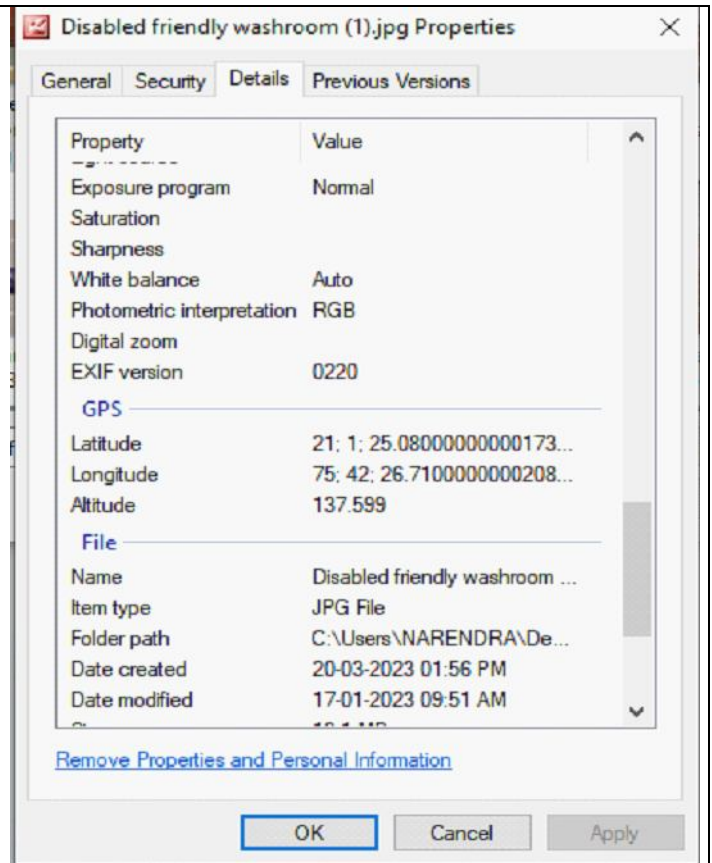 Disabled friendly washroom (1).jpg Properties
General Security Details Previous Versions
Property Value
Exposure program Normal
Saturation
Sharpness
White balance Auto
Photometric interpretation RGB
Digital zoom
EXIF version 0220
GPS
Latitude 21; 1; 25.08000000000173...
Longitude 75; 42; 26.7100000000208...
Altitude 137.599
File
Name Disabled friendly washroom ...
Item type JPG File
Folder path C:\Users\NARENDRA\De...
Date created 20-03-2023 01:56 PM
Date modified 17-01-2023 09:51 AM
Remove Properties and Personal Information
OK Cancel Apply